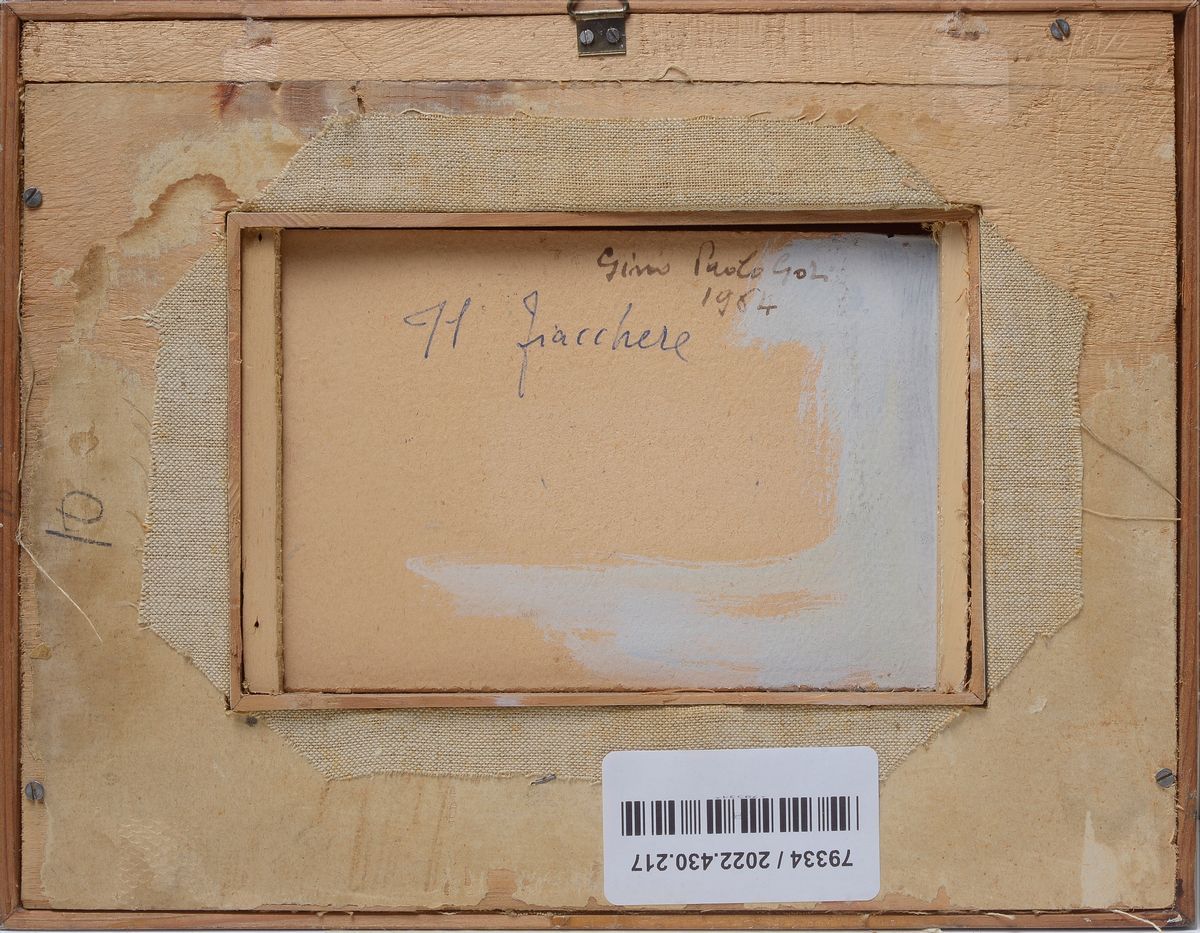 Gino Paolo Gori
1964
Il fiacchere
10
79334 / 2022.430.217